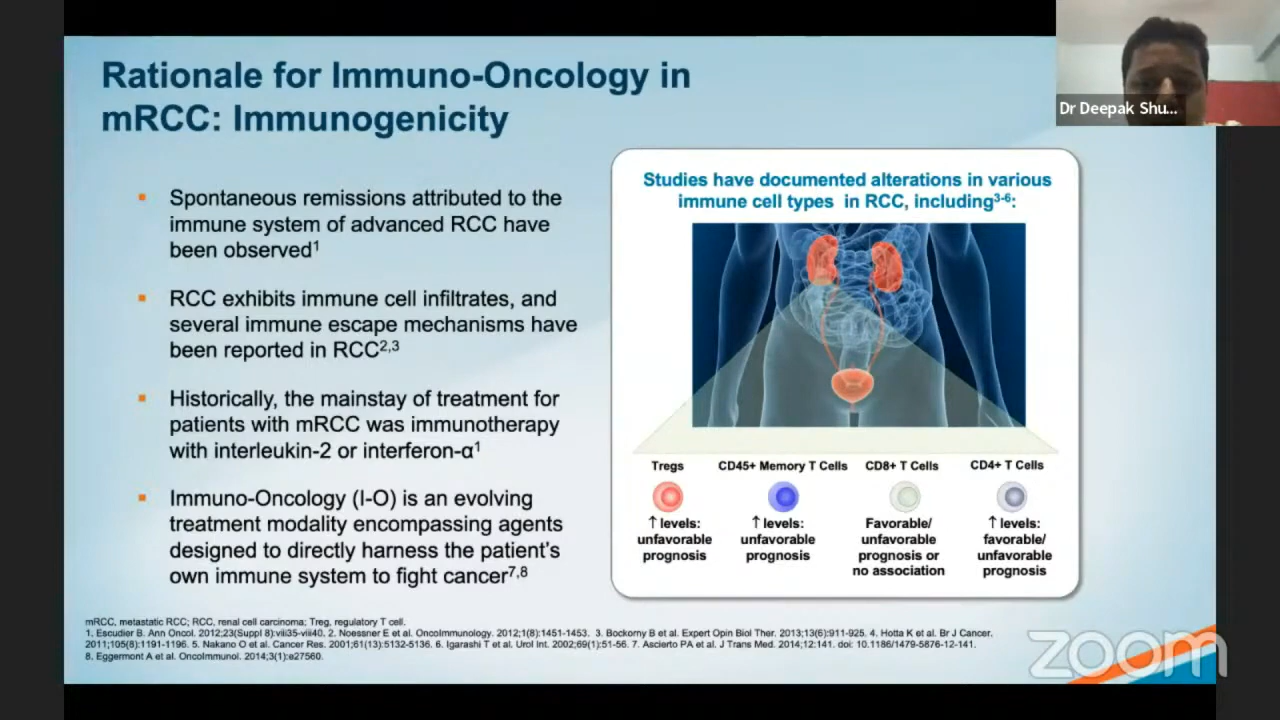 Rationale for Immuno-Oncology in
mRCC: Immunogenicity
Dr Deepak Shu...
▪ Spontaneous remissions attributed to the
immune system of advanced RCC have
been observed¹
▪ RCC exhibits immune cell infiltrates, and
several immune escape mechanisms have
been reported in RCC²,³
▪ Historically, the mainstay of treatment for
patients with mRCC was immunotherapy
with interleukin-2 or interferon-α¹
▪ Immuno-Oncology (I-O) is an evolving
treatment modality encompassing agents
designed to directly harness the patient's
own immune system to fight cancer⁷,⁸
Studies have documented alterations in various
immune cell types in RCC, including³⁻⁶:
Tregs
↑ levels:
unfavorable
prognosis
CD45+ Memory T Cells
↑ levels:
unfavorable
prognosis
CD8+ T Cells
Favorable/
unfavorable
prognosis or
no association
CD4+ T Cells
↑ levels:
favorable/
unfavorable
prognosis
mRCC, metastatic RCC; RCC, renal cell carcinoma; Treg, regulatory T cell.
1. Escudier B. Ann Oncol. 2012;23(Suppl 8):viii35-viii40. 2. Noessner E et al. OncoImmunology. 2012;1(8):1451-1453. 3. Bockorny B et al. Expert Opin Biol Ther. 2013;13(6):911-925. 4. Hotta K et al. Br J Cancer.
2011;105(8):1191-1196. 5. Nakano O et al. Cancer Res. 2001;61(13):5132-5136. 6. Igarashi T et al. Urol Int. 2002;69(1):51-56. 7. Ascierto PA et al. J Trans Med. 2014;12:141. doi: 10.1186/1479-5876-12-141.
8. Eggermont A et al. OncoImmunol. 2014;3(1):e27560.
zoom